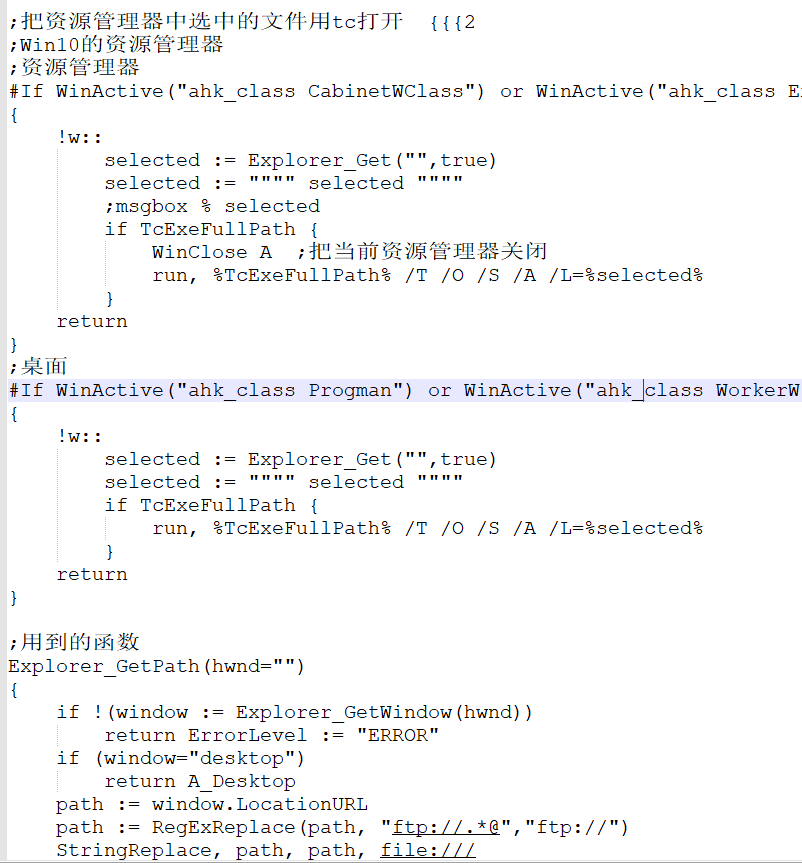 ;把资源管理器中选中的文件用tc打开  {{{2
;Win10的资源管理器
;资源管理器
#If WinActive("ahk_class CabinetWClass") or WinActive("ahk_class E
{
    !w::
        selected := Explorer_Get("",true)
        selected := """" selected """"
        ;msgbox % selected
        if TcExeFullPath {
            WinClose A  ;把当前资源管理器关闭
            run, %TcExeFullPath% /T /O /S /A /L=%selected%
        }
    return
}
;桌面
#If WinActive("ahk_class Progman") or WinActive("ahk_class WorkerW
{
    !w::
        selected := Explorer_Get("",true)
        selected := """" selected """"
        if TcExeFullPath {
            run, %TcExeFullPath% /T /O /S /A /L=%selected%
        }
    return
}
;用到的函数
Explorer_GetPath(hwnd="")
{
    if !(window := Explorer_GetWindow(hwnd))
        return ErrorLevel := "ERROR"
    if (window="desktop")
        return A_Desktop
    path := window.LocationURL
    path := RegExReplace(path, "ftp://.*@","ftp://")
    StringReplace, path, path, file:///